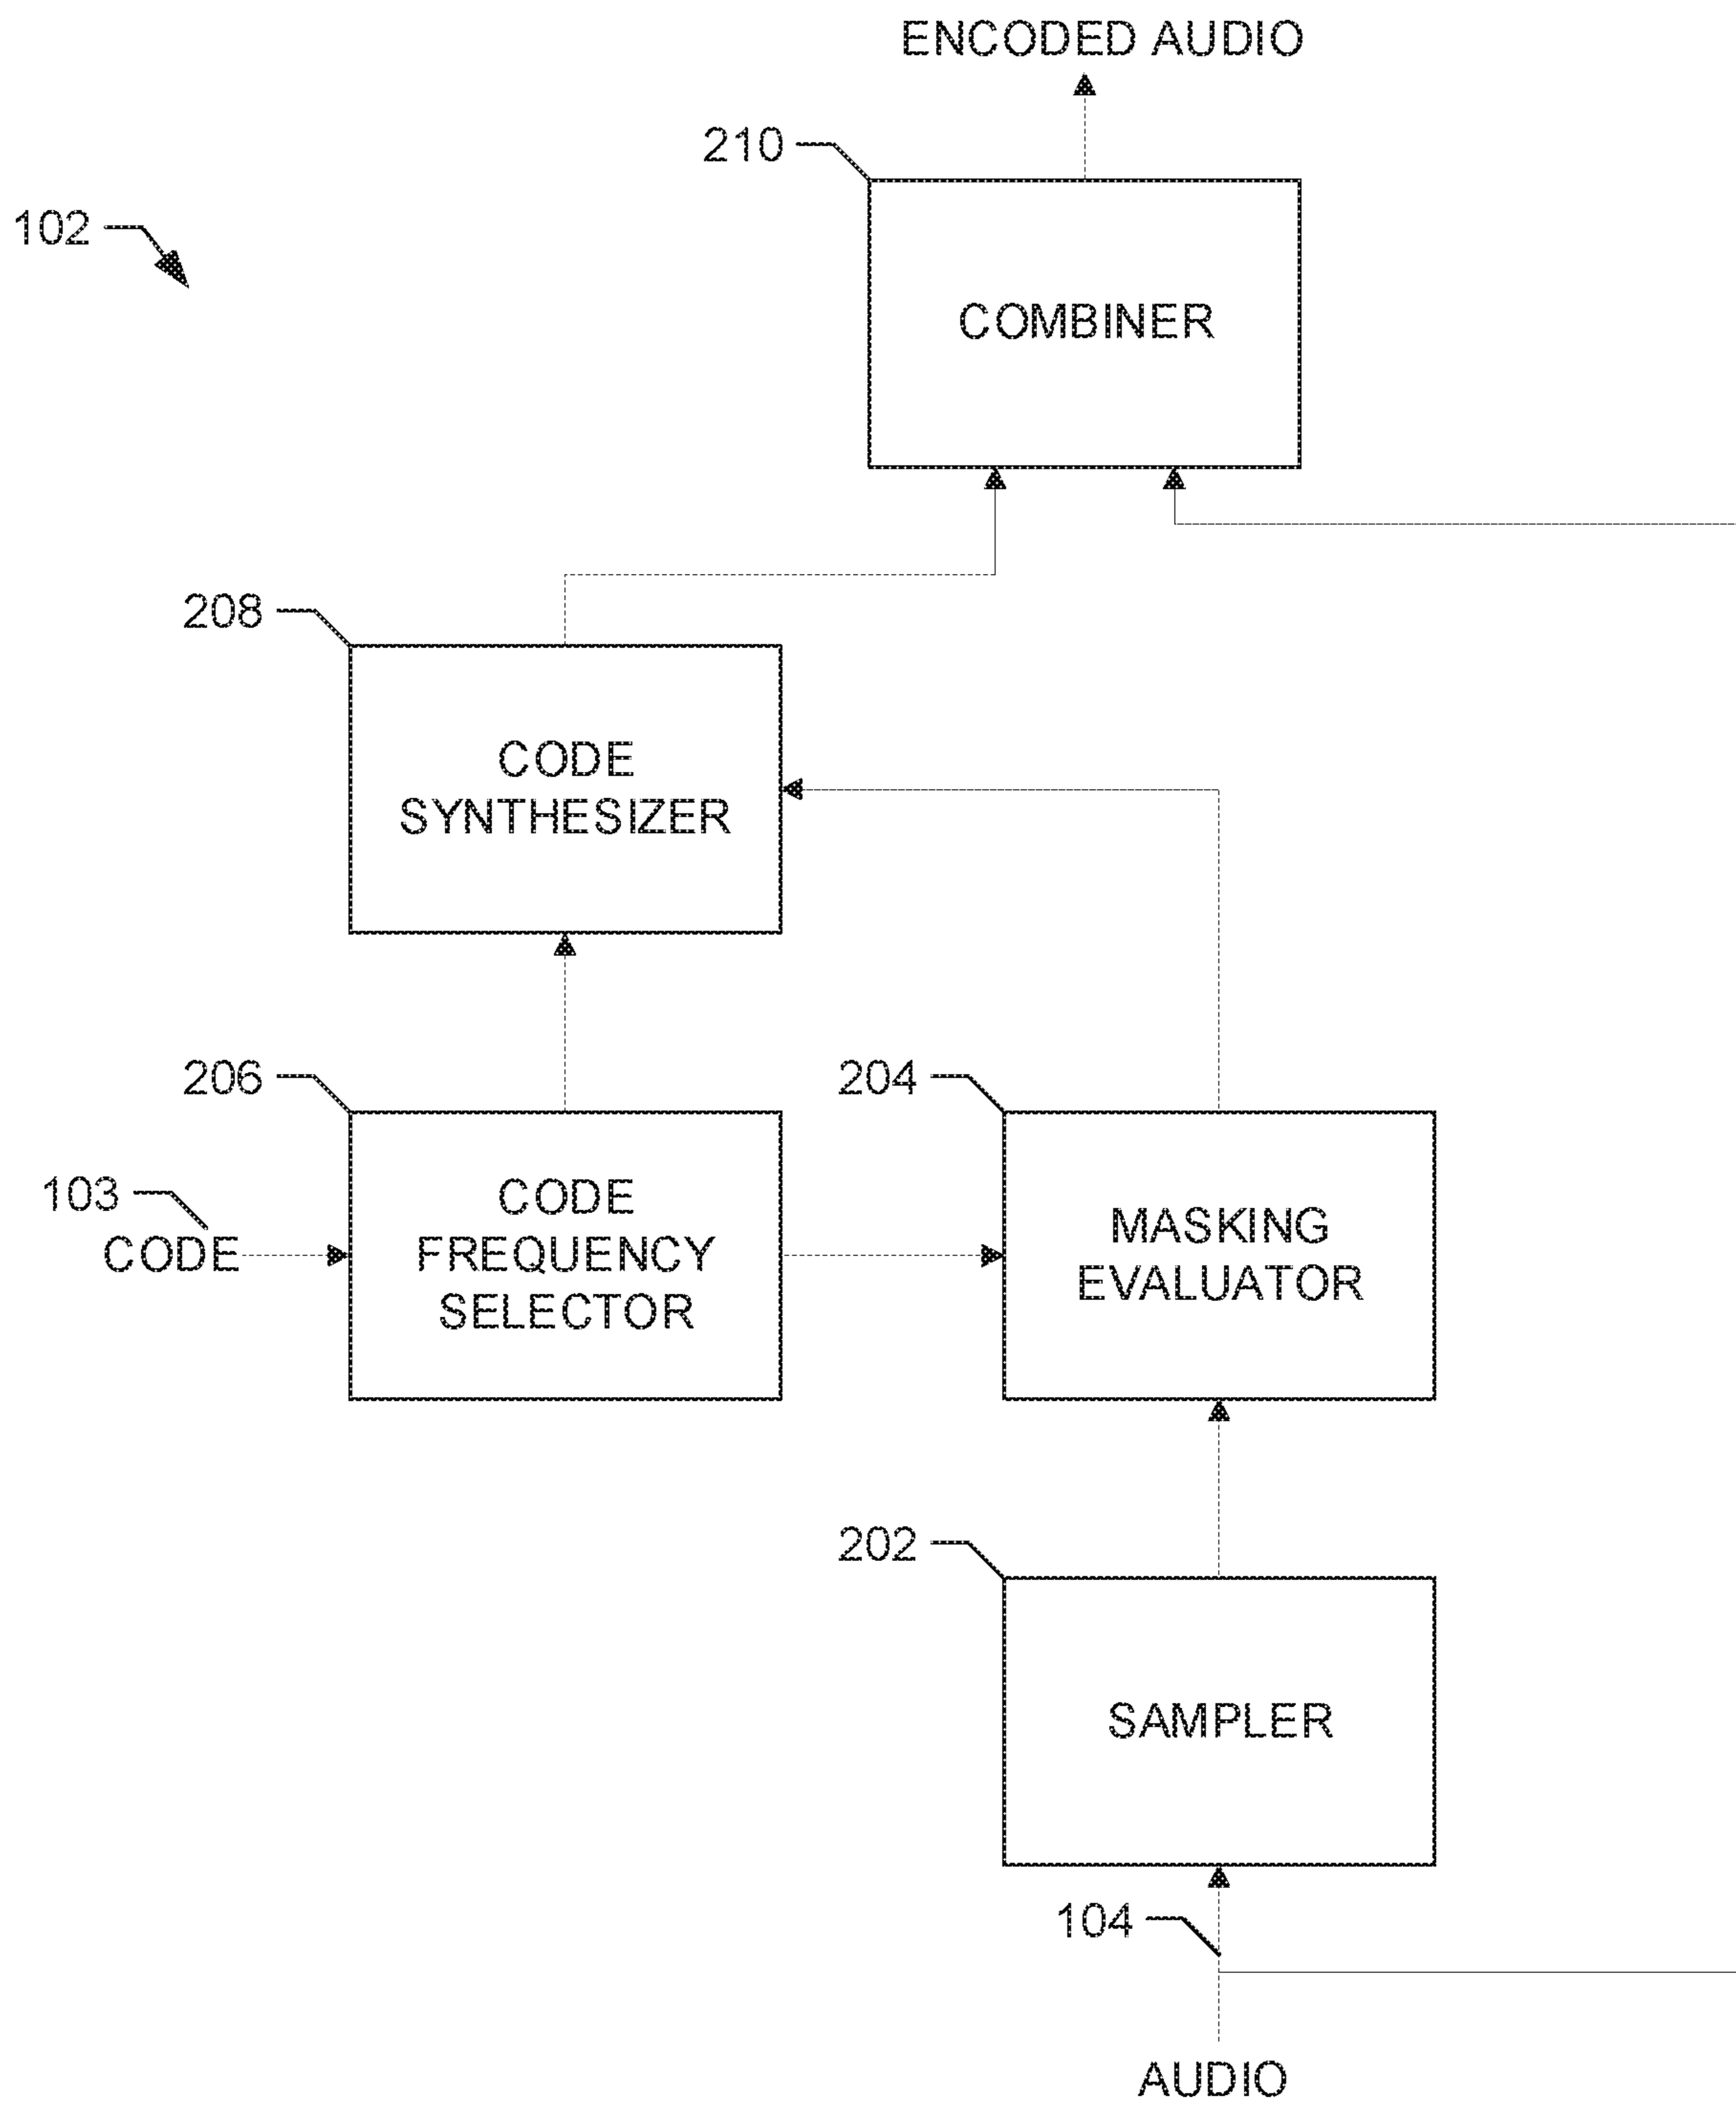 ENCODED AUDIO
210
102
COMBINER
208
CODE
SYNTHESIZER
206
204
103
CODE
CODE
FREQUENCY
SELECTOR
MASKING
EVALUATOR
202
SAMPLER
104
AUDIO